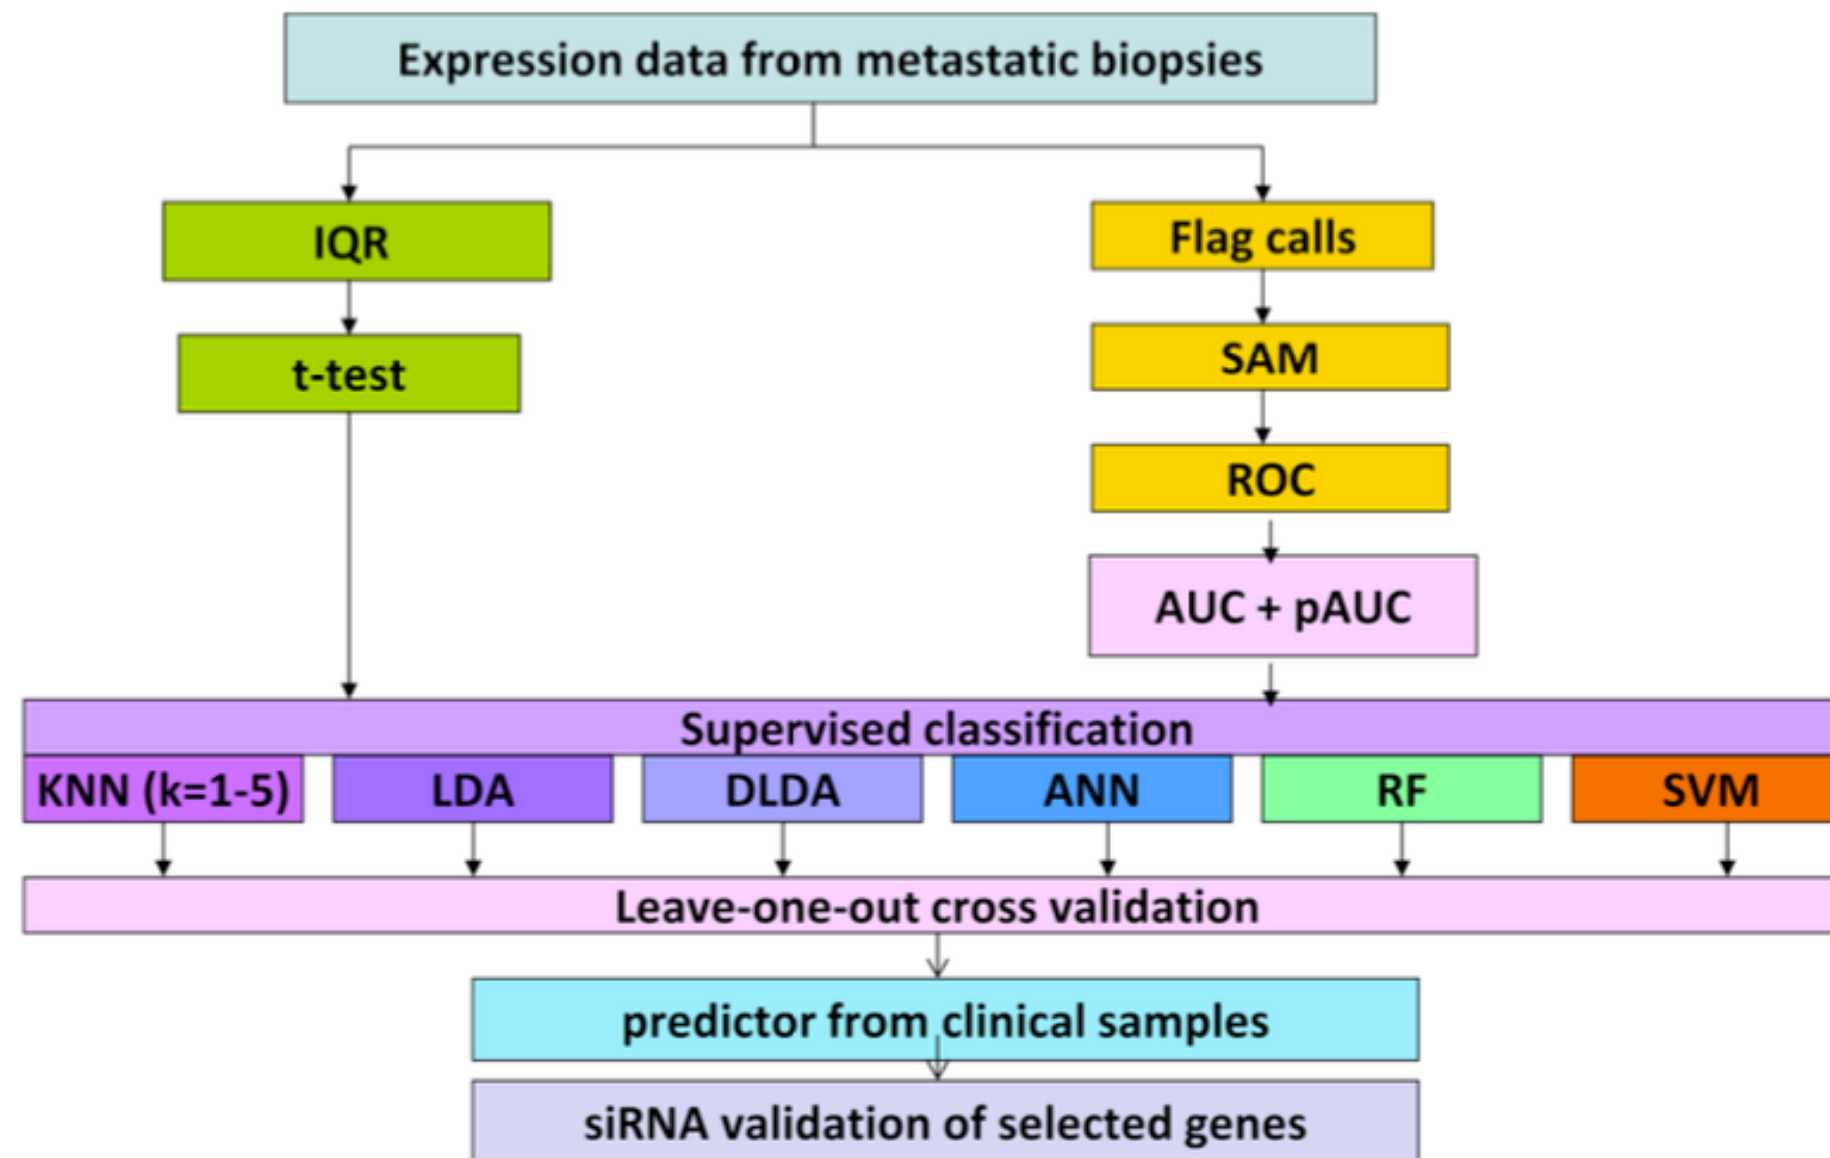 Expression data from metastatic biopsies
IQR
Flag calls
t-test
SAM
ROC
AUC + pAUC
Supervised classification
KNN (k=1-5)
LDA
DLDA
ANN
RF
SVM
Leave-one-out cross validation
predictor from clinical samples
siRNA validation of selected genes